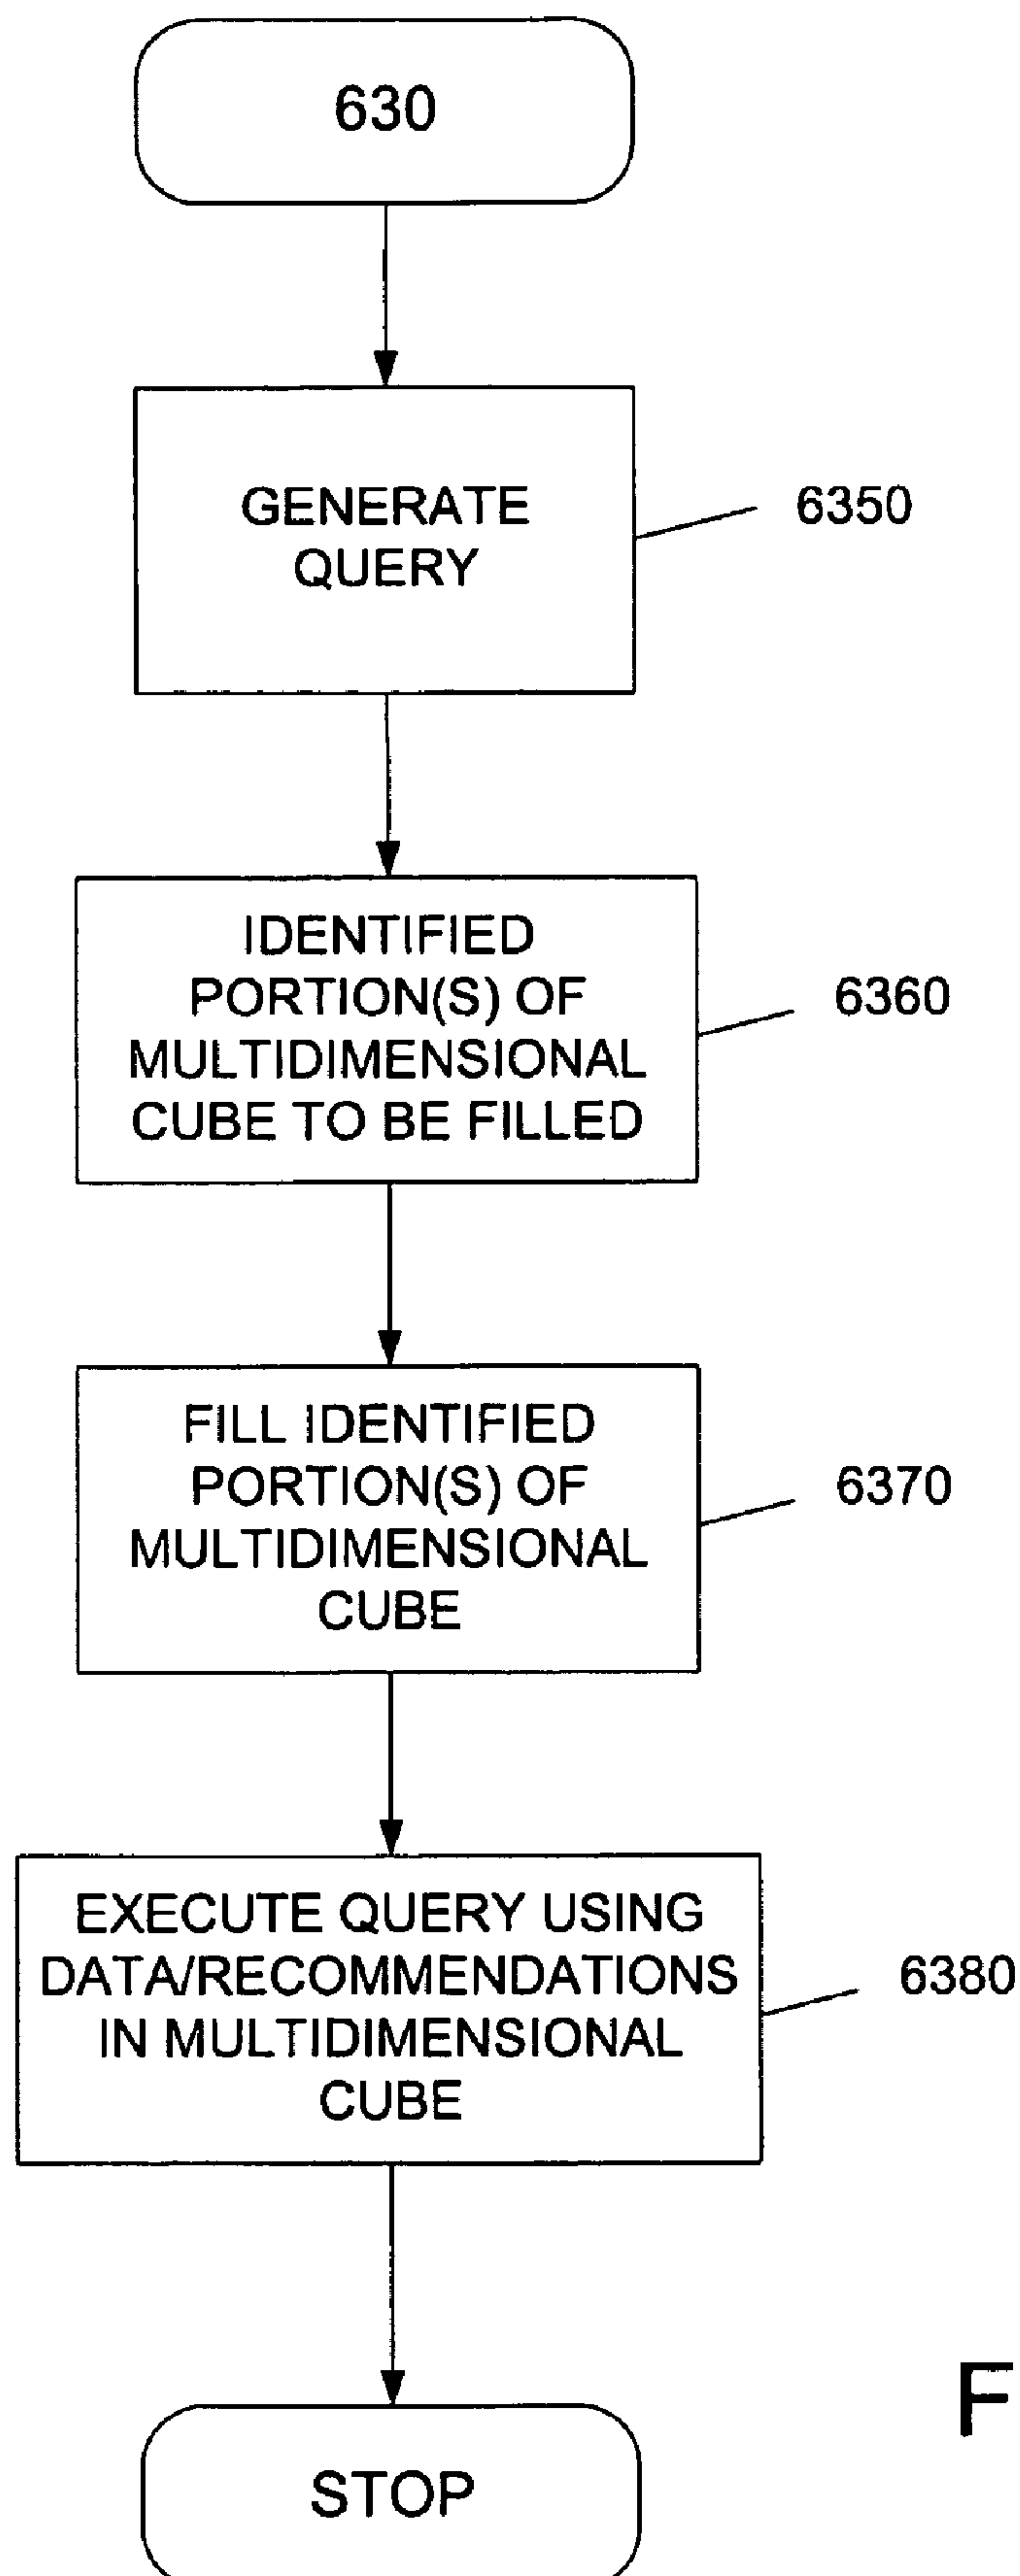 630
GENERATE
QUERY
6350
IDENTIFIED
PORTION(S) OF
MULTIDIMENSIONAL
CUBE TO BE FILLED
6360
FILL IDENTIFIED
PORTION(S) OF
MULTIDIMENSIONAL
CUBE
6370
EXECUTE QUERY USING
DATA/RECOMMENDATIONS
IN MULTIDIMENSIONAL
CUBE
6380
F
STOP